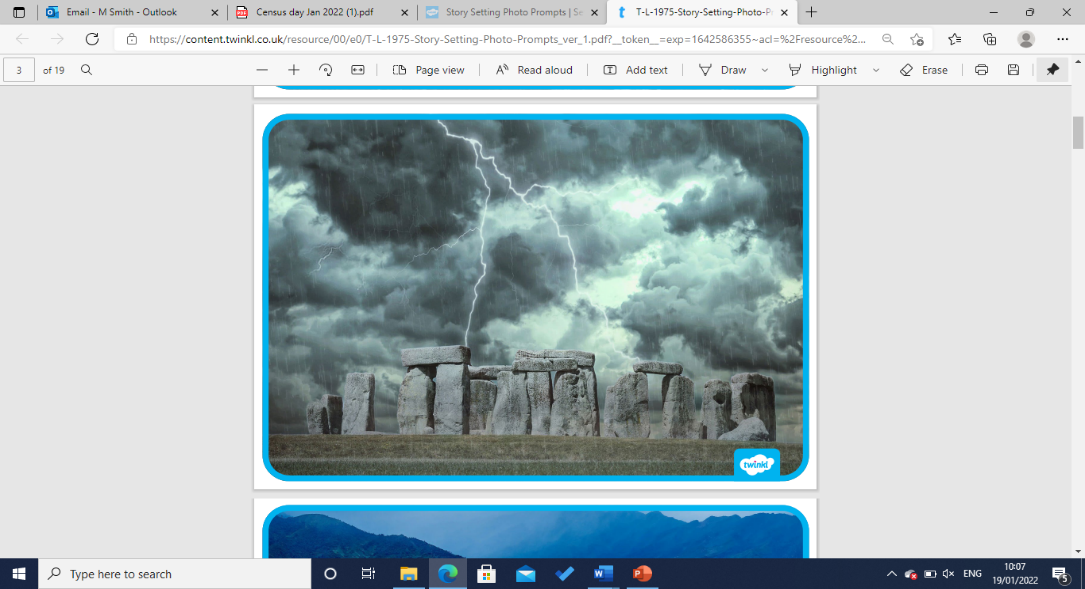 Email - M Smith - Outlook
Census day Jan 2022 (1).pdf
Story Setting Photo Prompts | Se
T-L-1975-Story-Setting-Photo-P
https://content.twinkl.co.uk/resource/00/e0/T-L-1975-Story-Setting-Photo-Prompts_ver_1.pdf?__token__=exp=1642586355~acl=%2Fresource%2...
3 of 19 Page view Read aloud Add text Draw Highlight Erase
twinkl
Type here to search
ENG
10:07
19/01/2022
5